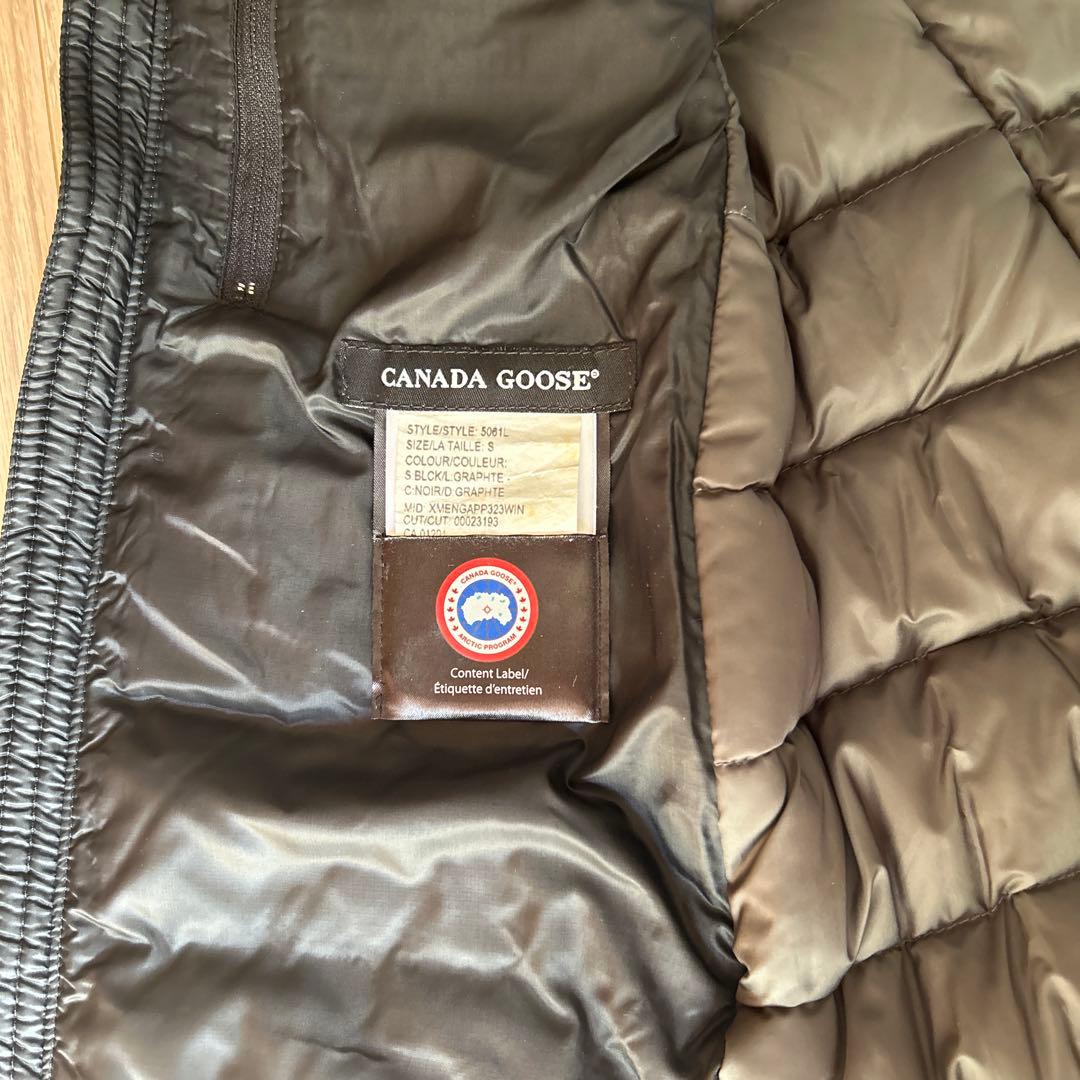 CANADA GOOSE®
STYLE/STYLE: 5061L
SIZE/LA TAILLE: S
COLOUR/COULEUR:
S BLCK/L.GRAPHTE -
C:NOIR/D.GRAPHTE
MID XMENGAPP323WIN
CUT/CUT: 00023193
CANADA GOOSE®
ARCTIC PROGRAM
Content Label/
Étiquette d'entretien